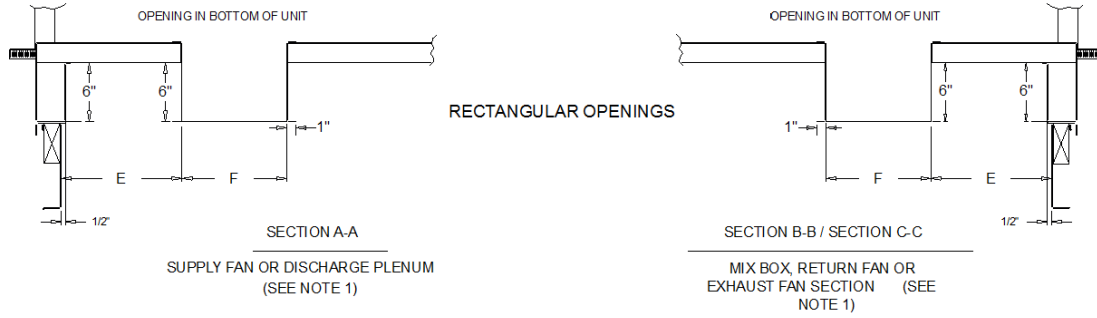 OPENING IN BOTTOM OF UNIT
6"
6"
1"
E
F
1/2"
SECTION A-A
SUPPLY FAN OR DISCHARGE PLENUM
(SEE NOTE 1)
RECTANGULAR OPENINGS
OPENING IN BOTTOM OF UNIT
6"
6"
1"
F
E
1/2"
SECTION B-B / SECTION C-C
MIX BOX, RETURN FAN OR
EXHAUST FAN SECTION (SEE
NOTE 1)